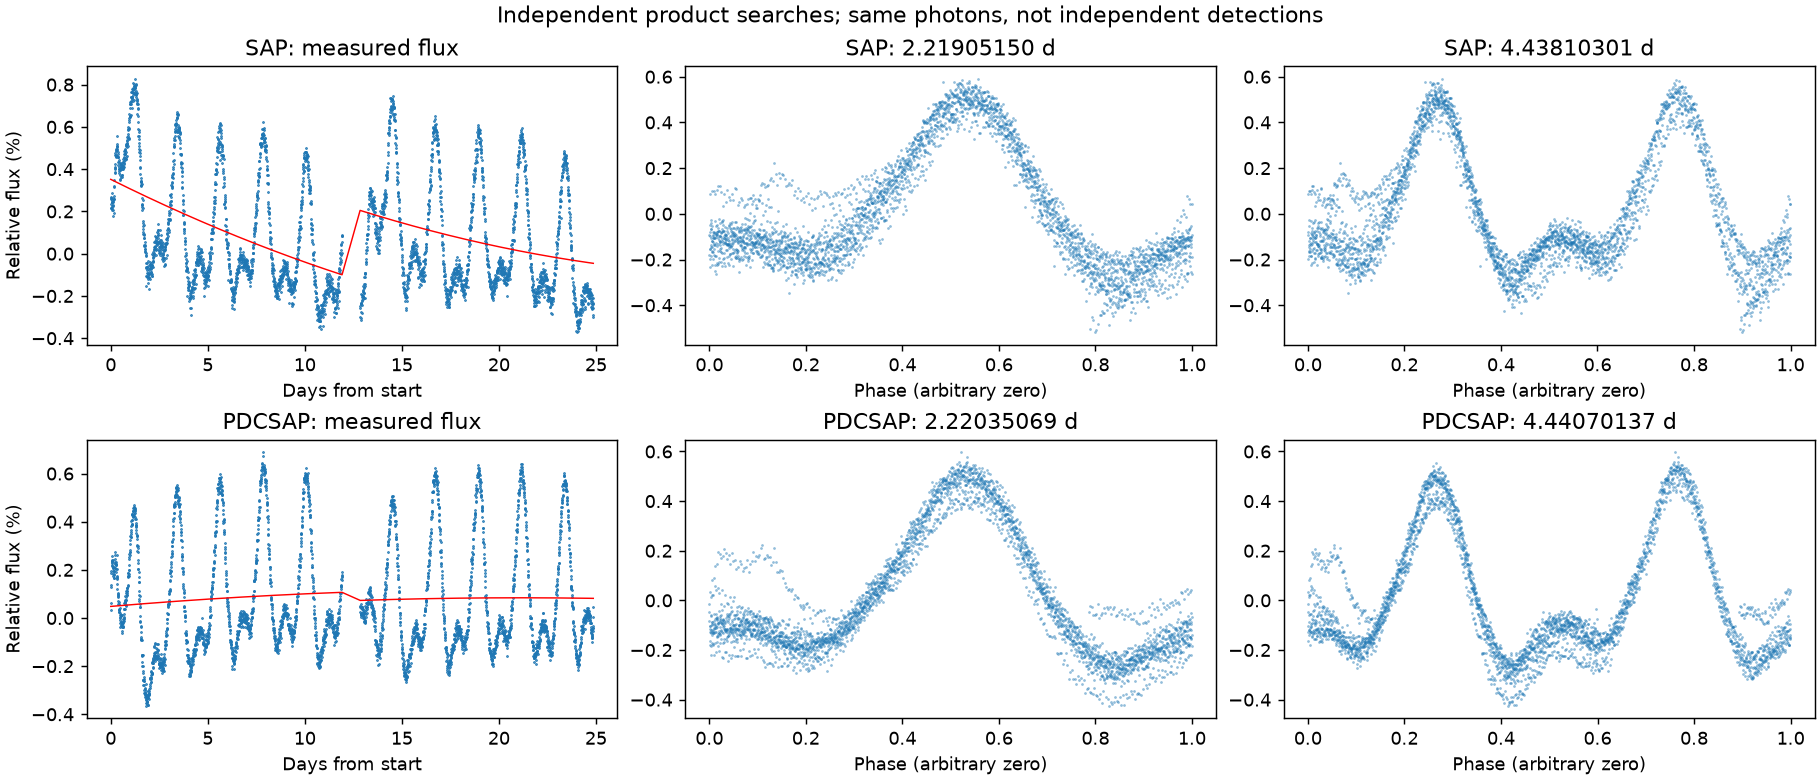 Independent product searches; same photons, not independent detections
SAP: measured flux
SAP: 2.21905150 d
SAP: 4.43810301 d
Relative flux (%)
0.8
0.6
0.4
0.2
0.0
−0.2
−0.4
0 5 10 15 20 25
Days from start
0.6
0.4
0.2
0.0
−0.2
−0.4
0.0 0.2 0.4 0.6 0.8 1.0
Phase (arbitrary zero)
0.6
0.4
0.2
0.0
−0.2
−0.4
0.0 0.2 0.4 0.6 0.8 1.0
Phase (arbitrary zero)
PDCSAP: measured flux
PDCSAP: 2.22035069 d
PDCSAP: 4.44070137 d
Relative flux (%)
0.6
0.4
0.2
0.0
−0.2
−0.4
0 5 10 15 20 25
Days from start
0.6
0.4
0.2
0.0
−0.2
−0.4
0.0 0.2 0.4 0.6 0.8 1.0
Phase (arbitrary zero)
0.6
0.4
0.2
0.0
−0.2
−0.4
0.0 0.2 0.4 0.6 0.8 1.0
Phase (arbitrary zero)